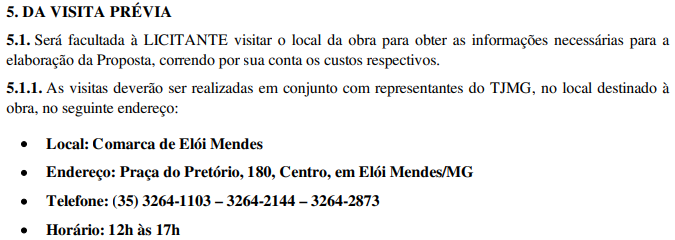 5. DA VISITA PRÉVIA
5.1. Será facultada à LICITANTE visitar o local da obra para obter as informações necessárias para a
elaboração da Proposta, correndo por sua conta os custos respectivos.
5.1.1. As visitas deverão ser realizadas em conjunto com representantes do TJMG, no local destinado à
obra, no seguinte endereço:
• Local: Comarca de Elói Mendes
• Endereço: Praça do Pretório, 180, Centro, em Elói Mendes/MG
• Telefone: (35) 3264-1103 – 3264-2144 – 3264-2873
• Horário: 12h às 17h